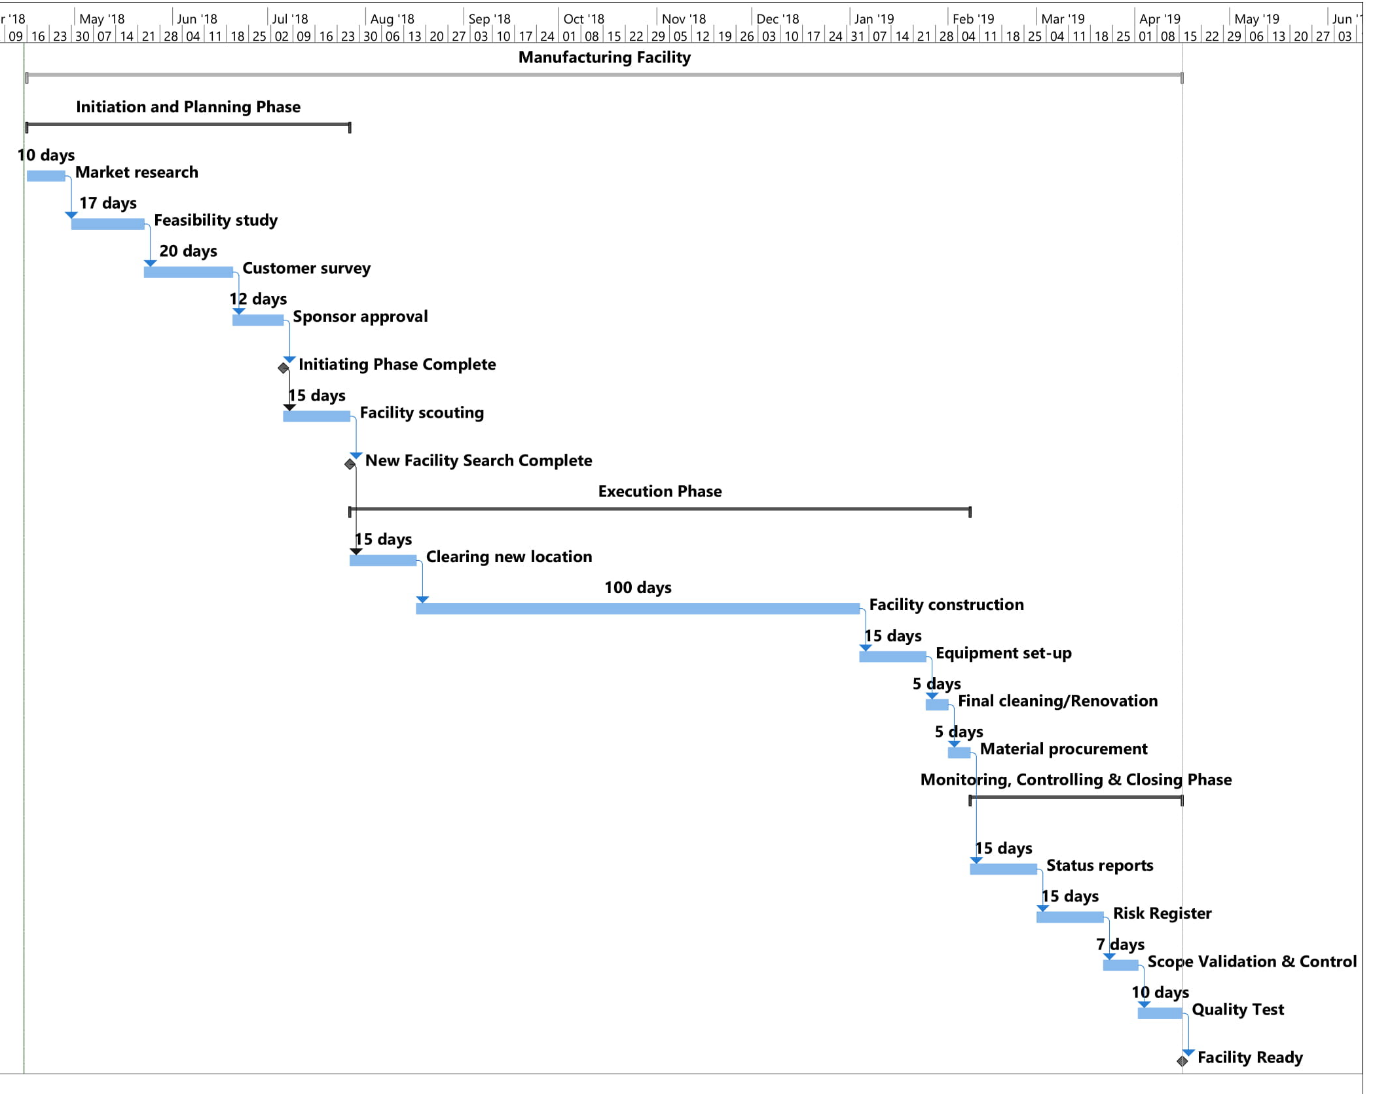 r '18 May '18 Jun '18 Jul '18 Aug '18 Sep '18 Oct '18 Nov '18 Dec '18 Jan '19 Feb '19 Mar '19 Apr '19 May '19 Jun '
09 16 23 30 07 14 21 28 04 11 18 25 02 09 16 23 30 06 13 20 27 03 10 17 24 01 08 15 22 29 05 12 19 26 03 10 17 24 31 07 14 21 28 04 11 18 25 04 11 18 25 01 08 15 22 29 06 13 20 27 03
Manufacturing Facility
Initiation and Planning Phase
10 days
Market research
17 days
Feasibility study
20 days
Customer survey
12 days
Sponsor approval
Initiating Phase Complete
15 days
Facility scouting
New Facility Search Complete
Execution Phase
15 days
Clearing new location
100 days
Facility construction
15 days
Equipment set-up
5 days
Final cleaning/Renovation
5 days
Material procurement
Monitoring, Controlling & Closing Phase
15 days
Status reports
15 days
Risk Register
7 days
Scope Validation & Control
10 days
Quality Test
Facility Ready